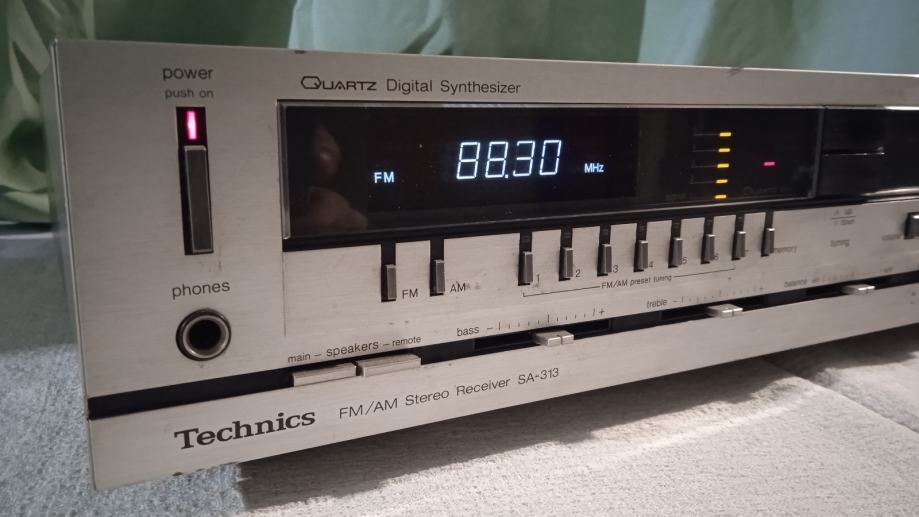 power
push on
QUARTZ Digital Synthesizer
FM 88.30 MHz
QUARTZ
FM AM 1 2 3 4 5 6 memory tuning
FM/AM preset tuning
phones
bass - + treble - + balance
main - speakers - remote
Technics FM/AM Stereo Receiver SA-313